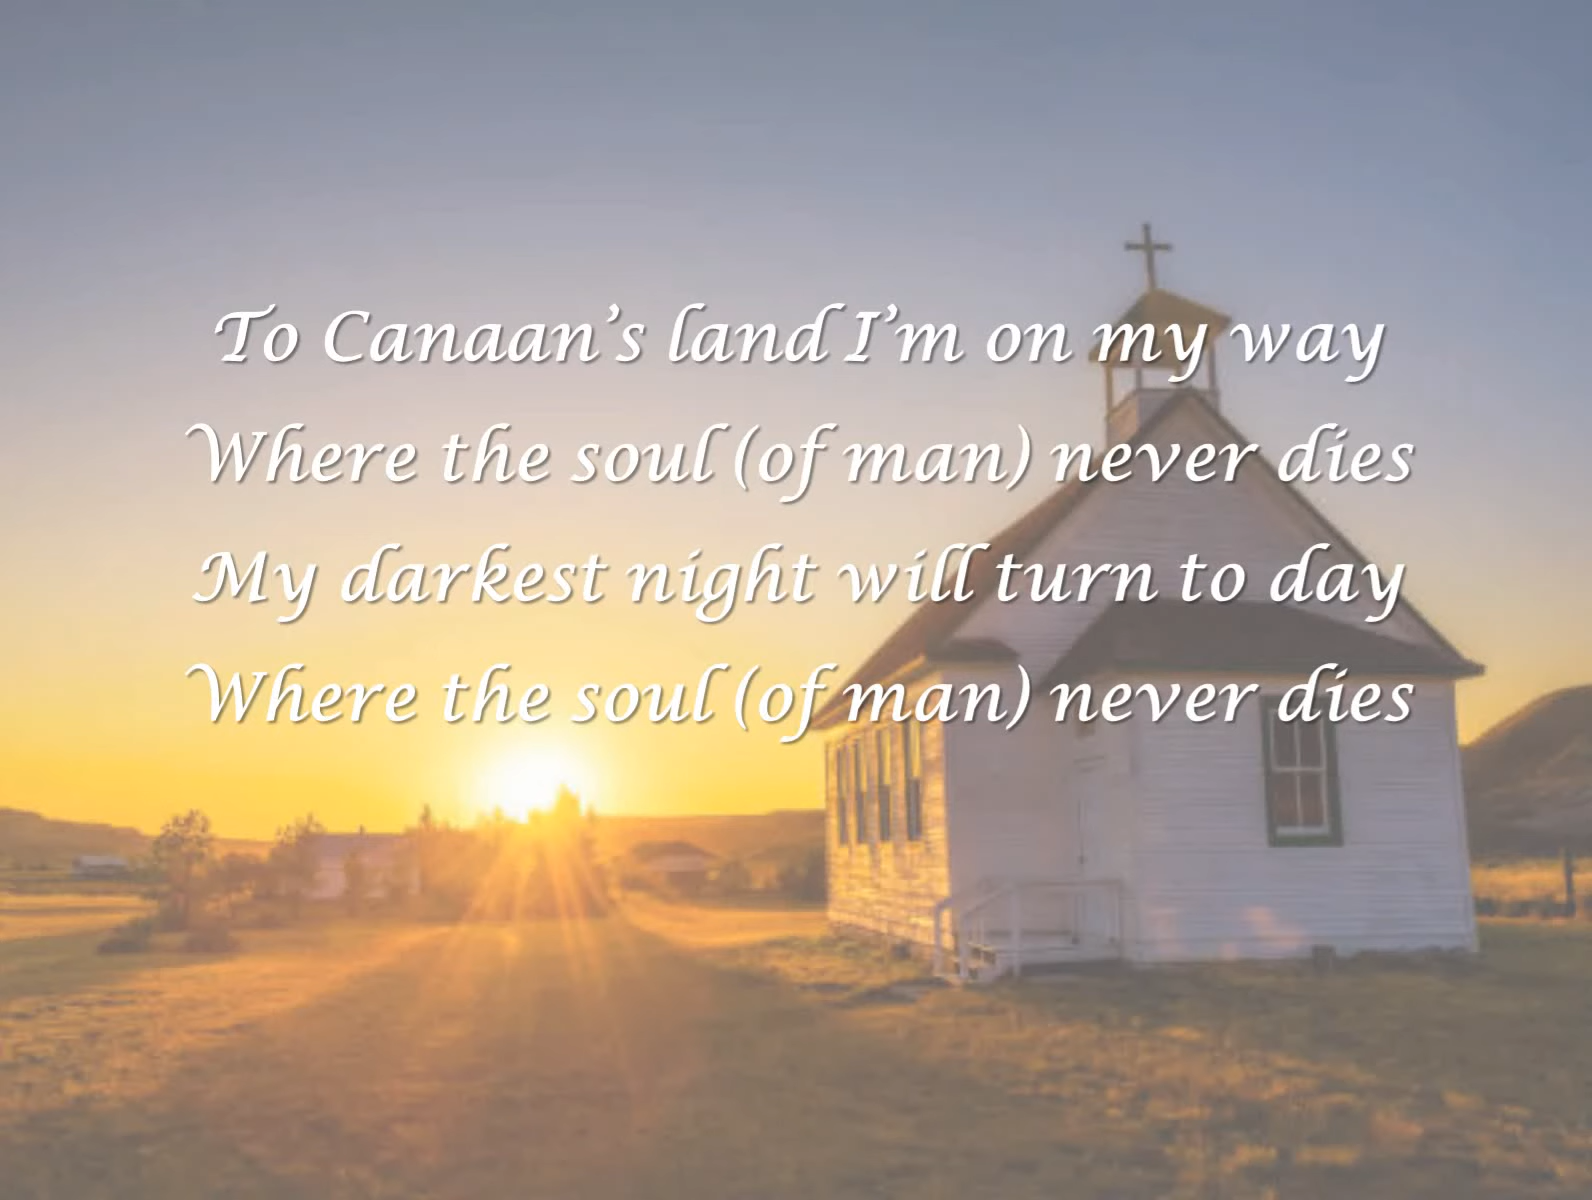 To Canaan’s land I’m on my way
Where the soul (of man) never dies
My darkest night will turn to day
Where the soul (of man) never dies